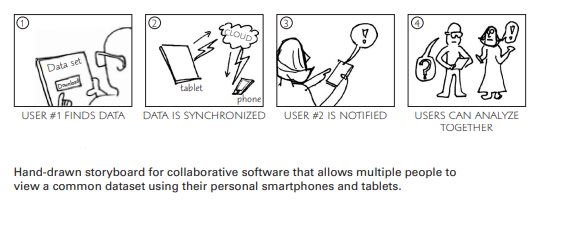 1
Data set
Download
USER #1 FINDS DATA
2
CLOUD
tablet
phone
DATA IS SYNCHRONIZED
3
!
USER #2 IS NOTIFIED
4
?
!
USERS CAN ANALYZE
TOGETHER
Hand-drawn storyboard for collaborative software that allows multiple people to
view a common dataset using their personal smartphones and tablets.